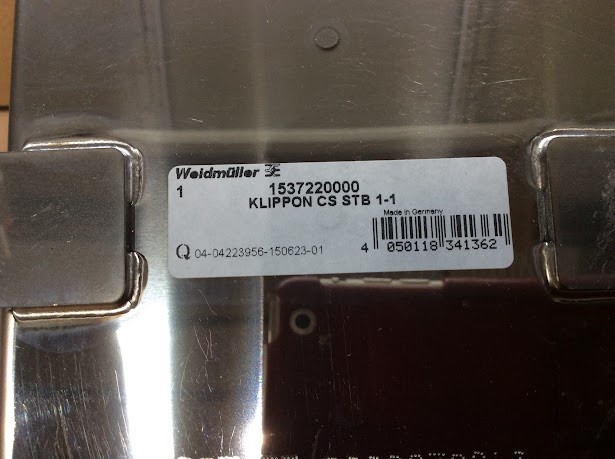 Weidmüller
1 1537220000
KLIPPON CS STB 1-1
Made in Germany
Q 04-04223956-150623-01
4 050118 341362